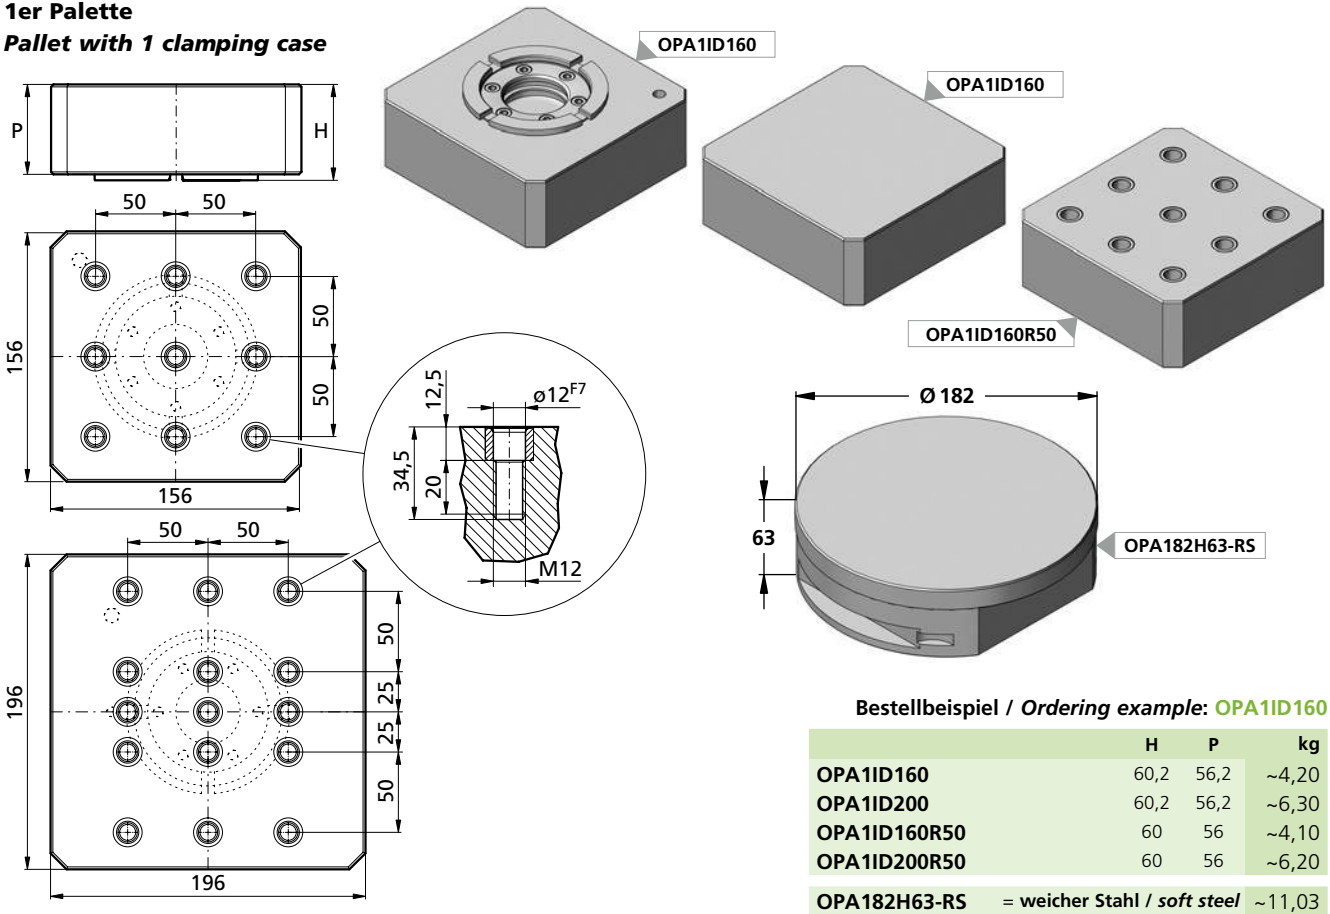 1er Palette
Pallet with 1 clamping case
OPA1ID160
OPA1ID160
OPA1ID160R50
P
H
50 50
156
50
50
156
12,5
ø12F7
34,5
20
M12
Ø 182
63
OPA182H63-RS
50 50
196
50
25
25
50
196
Bestellbeispiel / Ordering example: OPA1ID160
H P kg
OPA1ID160 60,2 56,2 ~4,20
OPA1ID200 60,2 56,2 ~6,30
OPA1ID160R50 60 56 ~4,10
OPA1ID200R50 60 56 ~6,20
OPA182H63-RS = weicher Stahl / soft steel ~11,03